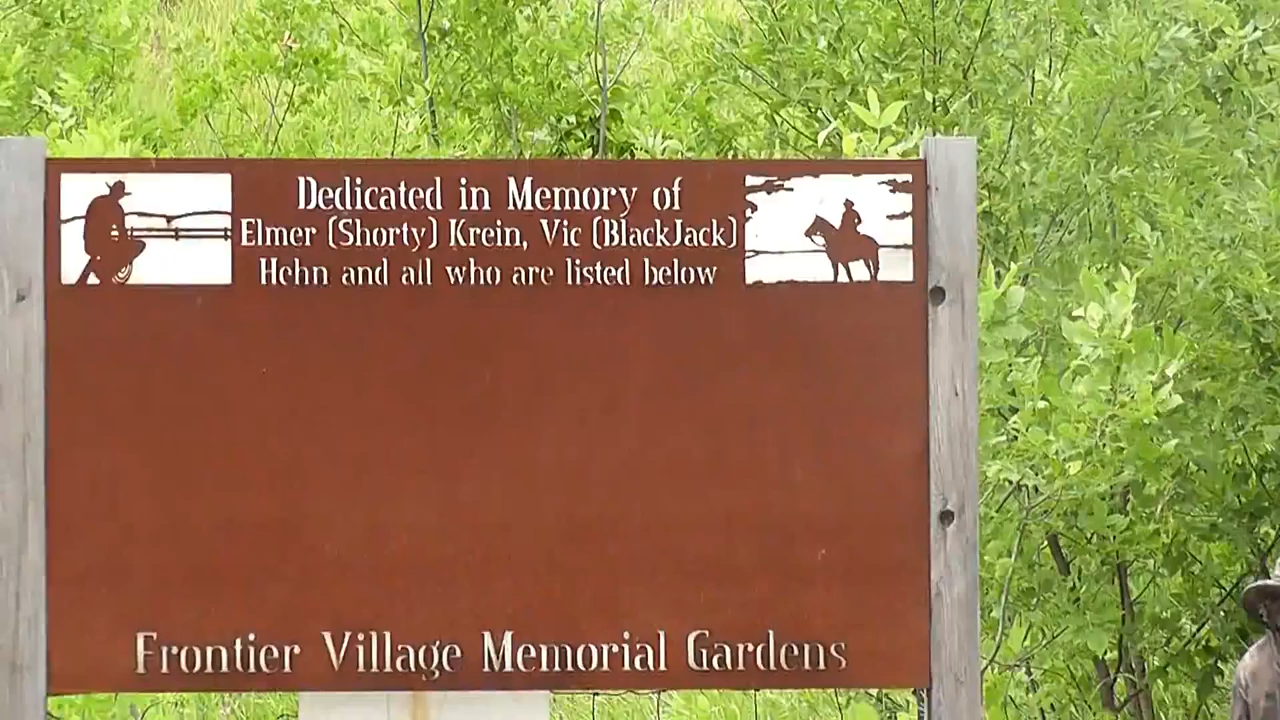 Dedicated in Memory of
Elmer (Shorty) Krein, Vic (BlackJack)
Hehn and all who are listed below
Frontier Village Memorial Gardens